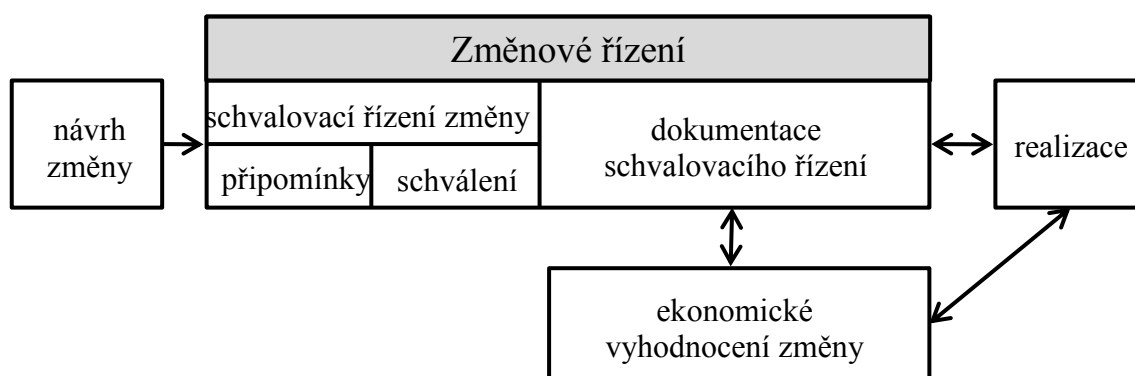 Změnové řízení
návrh
změny
schvalovací řízení změny
připomínky
schválení
dokumentace
schvalovacího řízení
realizace
ekonomické
vyhodnocení změny